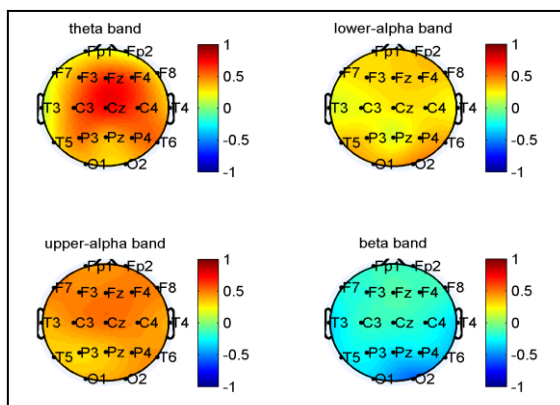 theta band
Fp1 Fp2
F7 F3 Fz F4 F8
T3 C3 Cz C4 T4
T5 P3 Pz P4 T6
O1 O2
1
0.5
0
-0.5
-1
lower-alpha band
Fp1 Fp2
F7 F3 Fz F4 F8
T3 C3 Cz C4 T4
T5 P3 Pz P4 T6
O1 O2
1
0.5
0
-0.5
-1
upper-alpha band
Fp1 Fp2
F7 F3 Fz F4 F8
T3 C3 Cz C4 T4
T5 P3 Pz P4 T6
O1 O2
1
0.5
0
-0.5
-1
beta band
Fp1 Fp2
F7 F3 Fz F4 F8
T3 C3 Cz C4 T4
T5 P3 Pz P4 T6
O1 O2
1
0.5
0
-0.5
-1